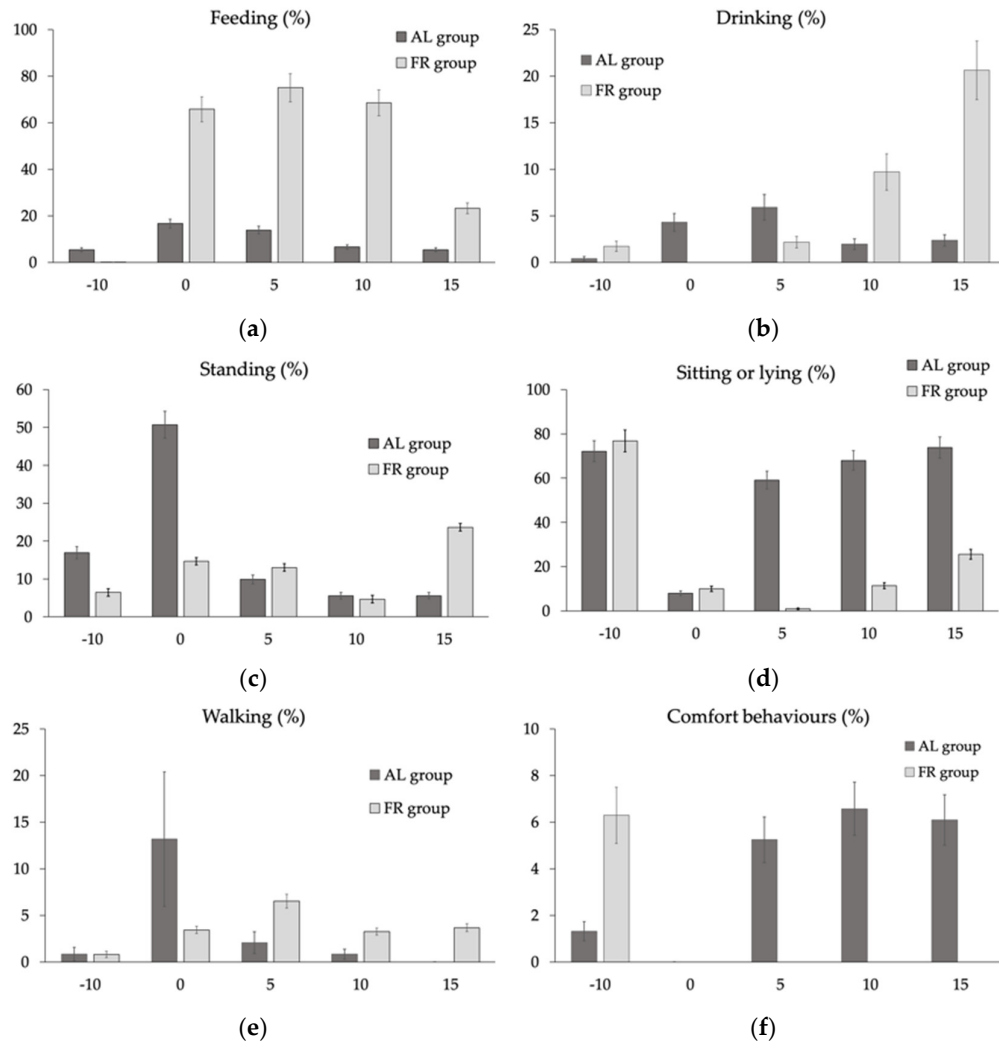 Feeding (%)
100
80
60
40
20
0
AL group
FR group
-10 0 5 10 15
(a)
Drinking (%)
25
20
15
10
5
0
AL group
FR group
-10 0 5 10 15
(b)
Standing (%)
60
50
40
30
20
10
0
AL group
FR group
-10 0 5 10 15
(c)
Sitting or lying (%)
100
80
60
40
20
0
AL group
FR group
-10 0 5 10 15
(d)
Walking (%)
25
20
15
10
5
0
AL group
FR group
-10 0 5 10 15
(e)
Comfort behaviours (%)
10
8
6
4
2
0
AL group
FR group
-10 0 5 10 15
(f)